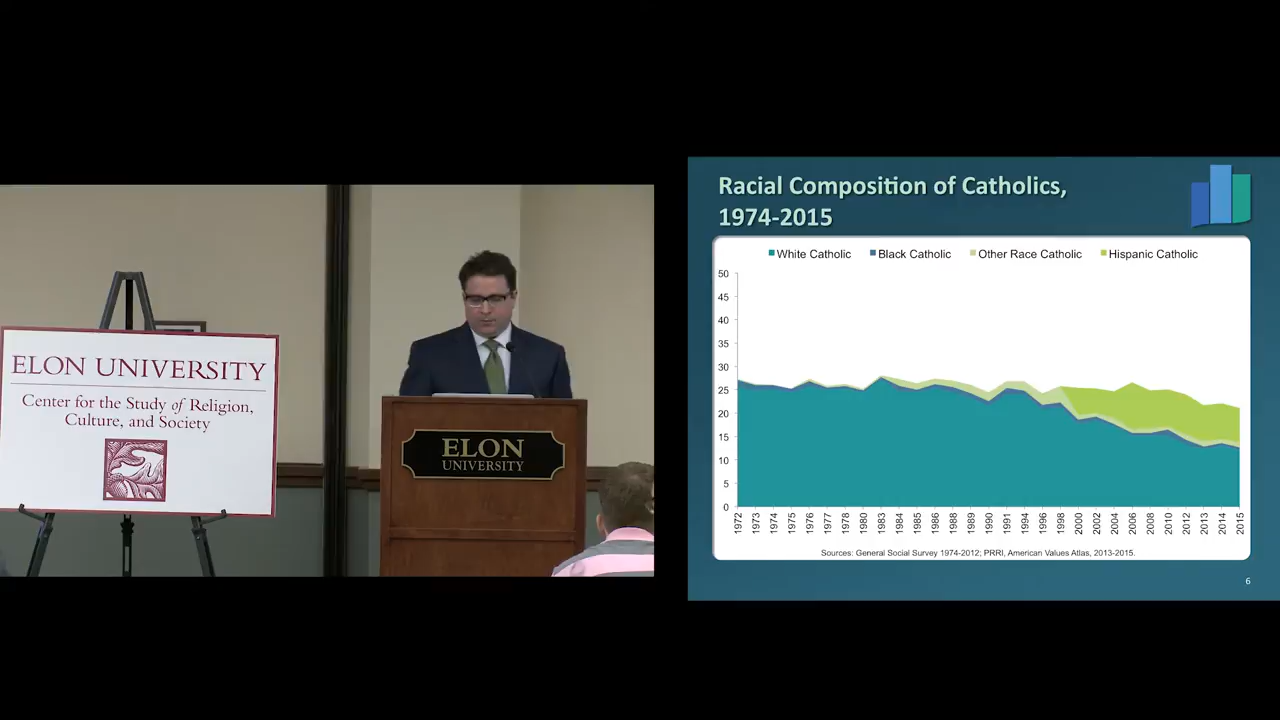 ELON UNIVERSITY
Center for the Study of Religion,
Culture, and Society
ELON
UNIVERSITY
Racial Composition of Catholics,
1974-2015
White Catholic Black Catholic Other Race Catholic Hispanic Catholic
50
45
40
35
30
25
20
15
10
5
0
1972 1973 1974 1975 1976 1977 1978 1980 1983 1984 1985 1986 1988 1989 1990 1991 1994 1996 1998 2000 2002 2004 2006 2008 2010 2012 2013 2014 2015
Sources: General Social Survey 1974-2012; PRRI, American Values Atlas, 2013-2015.
6